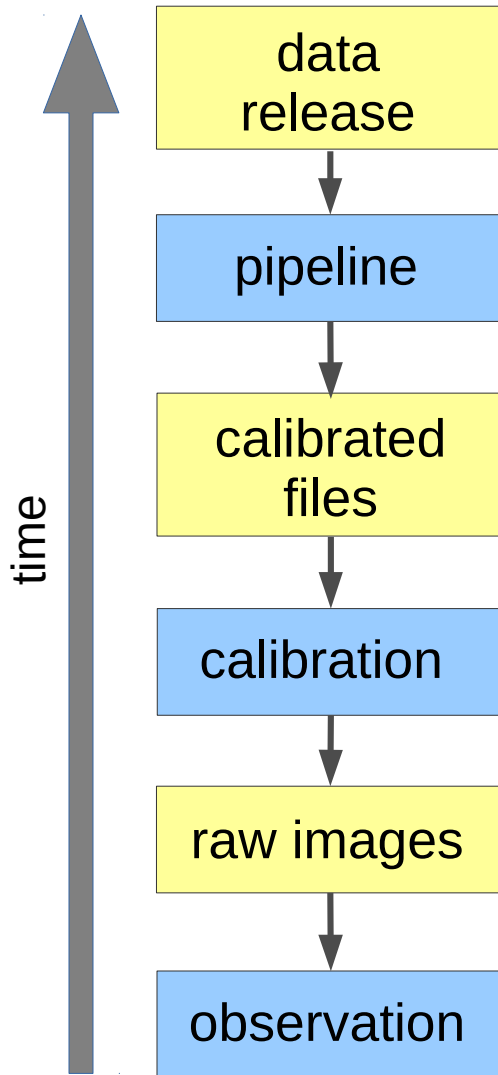 data
release
pipeline
calibrated
files
time
calibration
raw images
observation